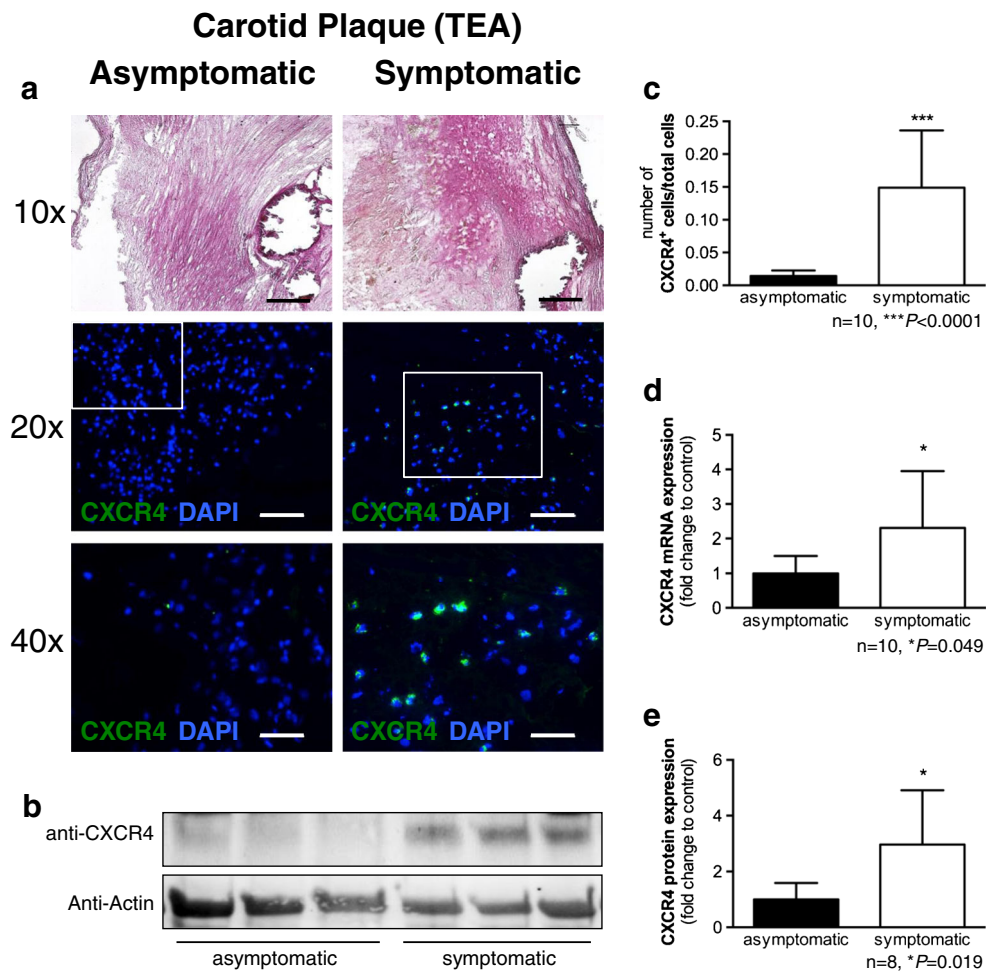 Carotid Plaque (TEA)
Asymptomatic Symptomatic
a
10x
20x
CXCR4 DAPI
CXCR4 DAPI
40x
CXCR4 DAPI
CXCR4 DAPI
b
anti-CXCR4
Anti-Actin
asymptomatic symptomatic
c
number of
CXCR4+ cells/total cells
0.25
0.20
0.15
0.10
0.05
0.00
***
asymptomatic symptomatic
n=10, ***P<0.0001
d
CXCR4 mRNA expression
(fold change to control)
5
4
3
2
1
0
*
asymptomatic symptomatic
n=10, *P=0.049
e
CXCR4 protein expression
(fold change to control)
6
4
2
0
*
asymptomatic symptomatic
n=8, *P=0.019